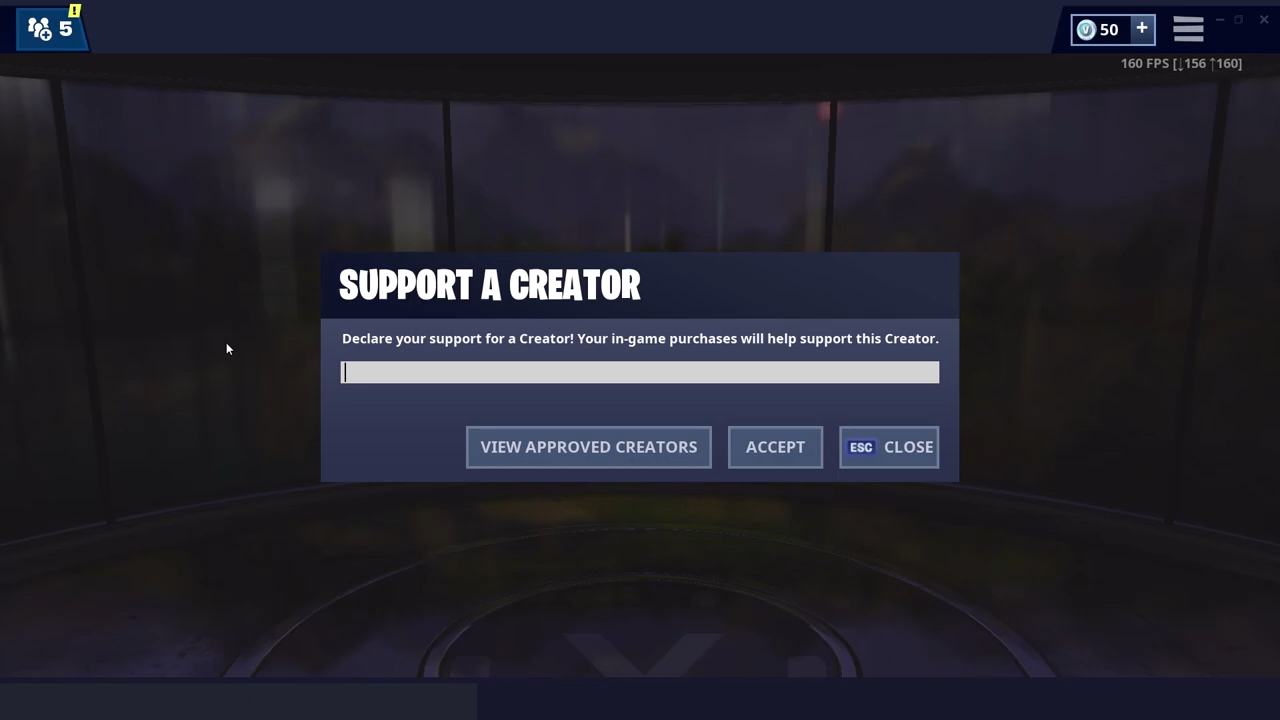 !
5
50 +
160 FPS [↓156 ↑160]
SUPPORT A CREATOR
Declare your support for a Creator! Your in-game purchases will help support this Creator.
VIEW APPROVED CREATORS
ACCEPT
ESC CLOSE